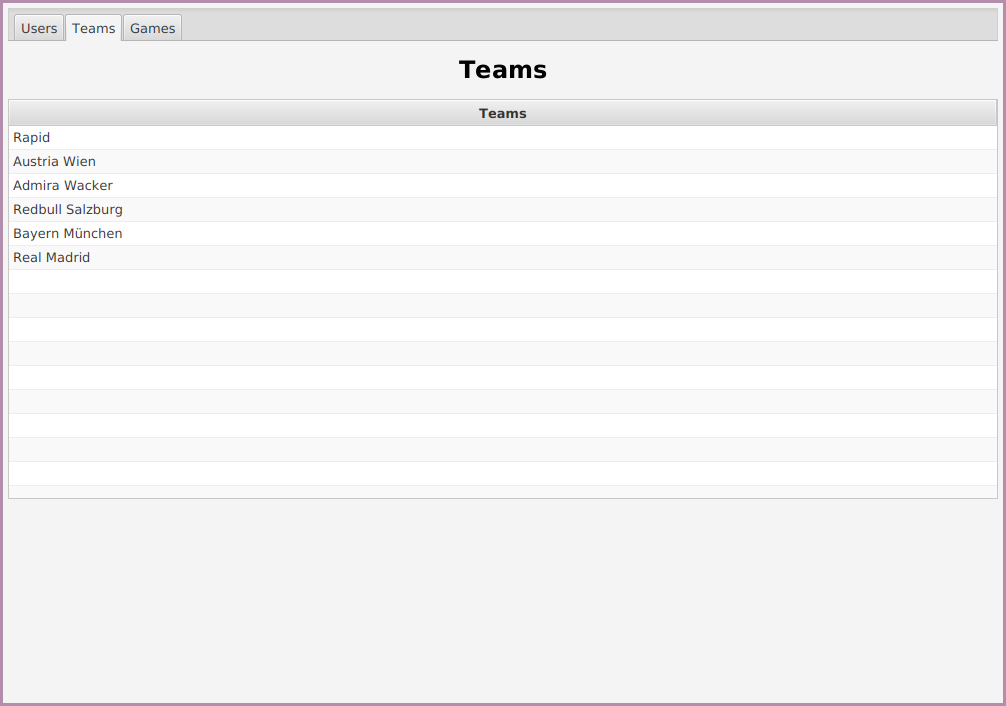 Users Teams Games
Teams
Teams
Rapid
Austria Wien
Admira Wacker
Redbull Salzburg
Bayern München
Real Madrid